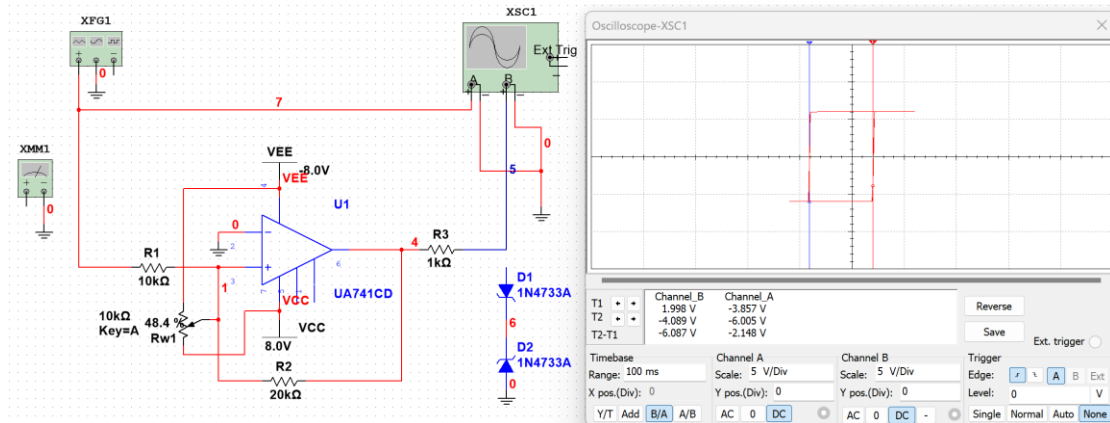 XFG1
XSC1
Ext Trig
A B
0
7
0
XMM1
0
5
VEE
-8.0V
VEE
4
U1
0
2
R1
10kΩ
3
1
4
6
R3
1kΩ
7 5 1
VCC
UA741CD
10kΩ
Key=A
48.4 %
Rw1
VCC
8.0V
R2
20kΩ
D1
1N4733A
6
D2
1N4733A
0
Oscilloscope-XSC1
Channel_B Channel_A
T1 1.998 V -3.857 V
T2 -4.089 V -6.005 V
T2-T1 -6.087 V -2.148 V
Reverse
Save
Ext. trigger
Timebase
Range: 100 ms
X pos.(Div): 0
Y/T Add B/A A/B
Channel A
Scale: 5 V/Div
Y pos.(Div): 0
AC 0 DC
Channel B
Scale: 5 V/Div
Y pos.(Div): 0
AC 0 DC -
Trigger
Edge: A B Ext
Level: 0 V
Single Normal Auto None